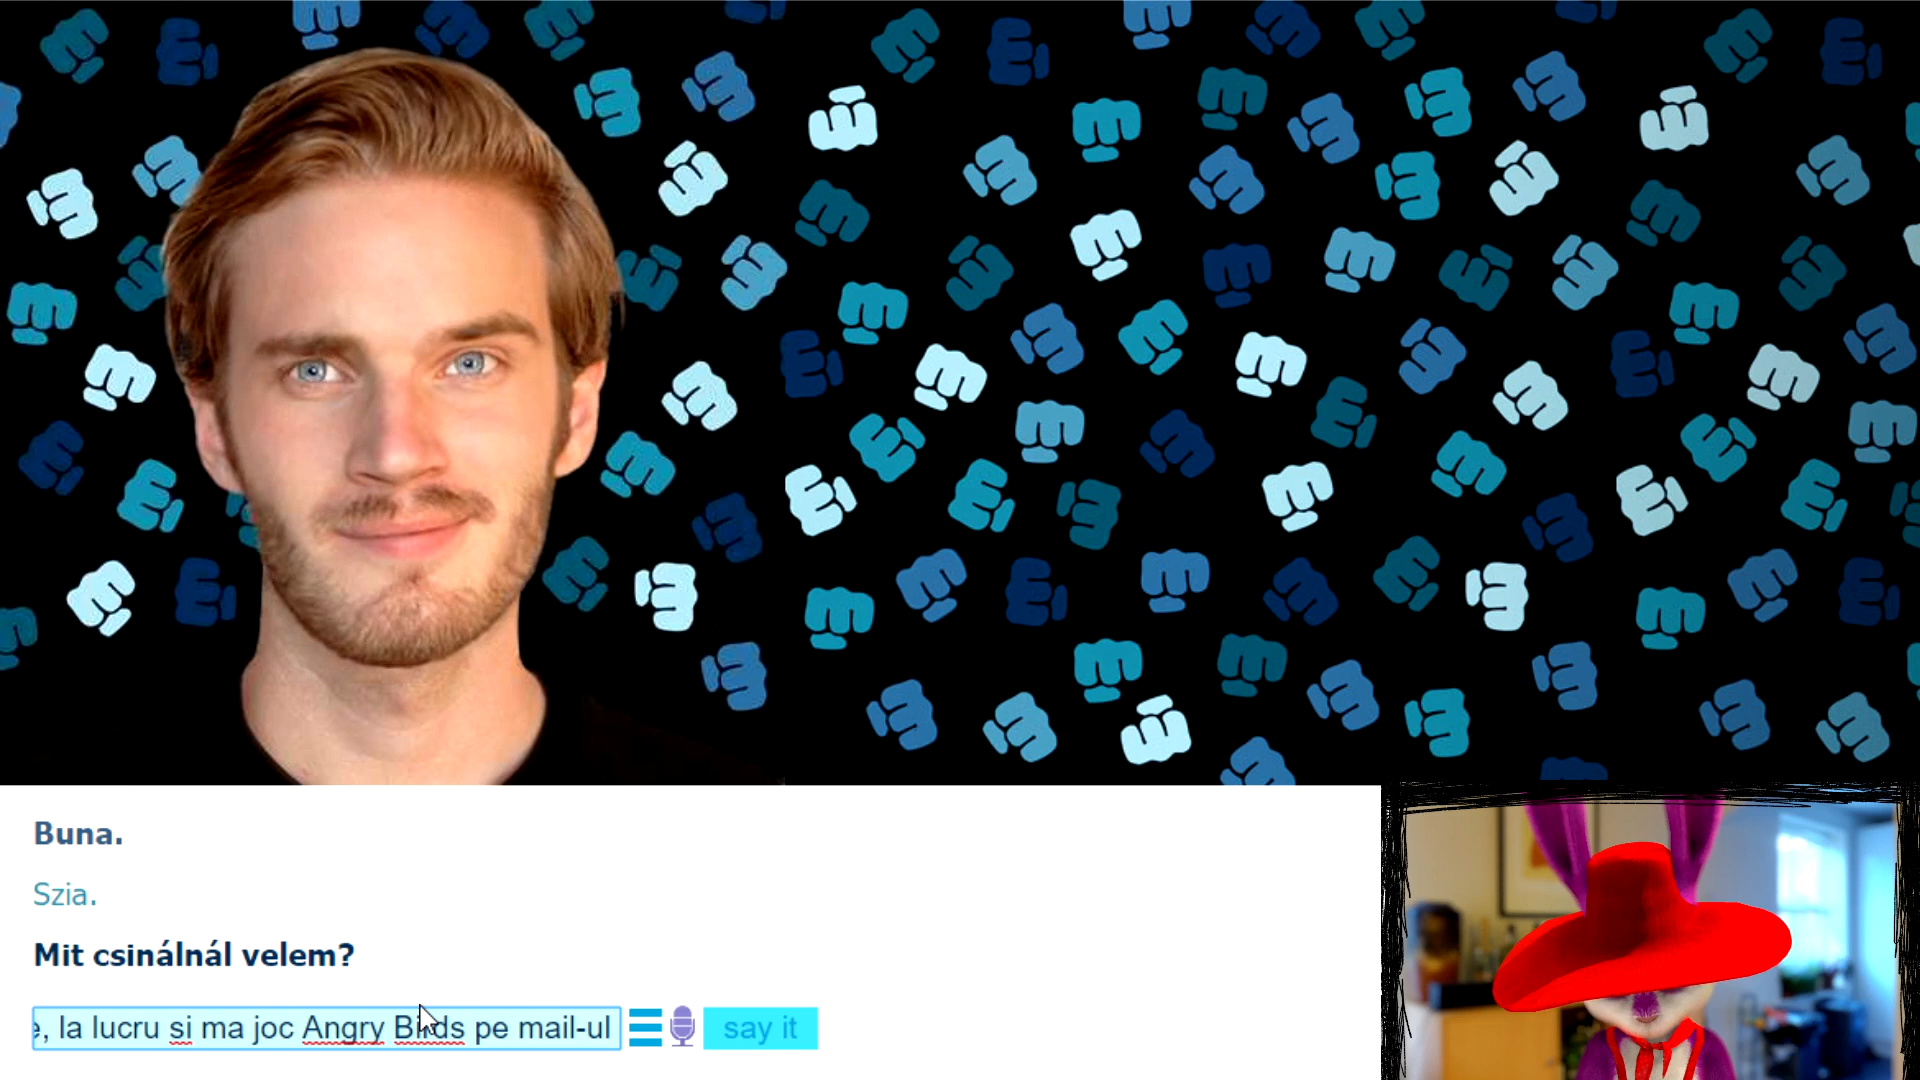 Buna.
Szia.
Mit csinálnál velem?
, la lucru si ma joc Angry Birds pe mail-ul
say it